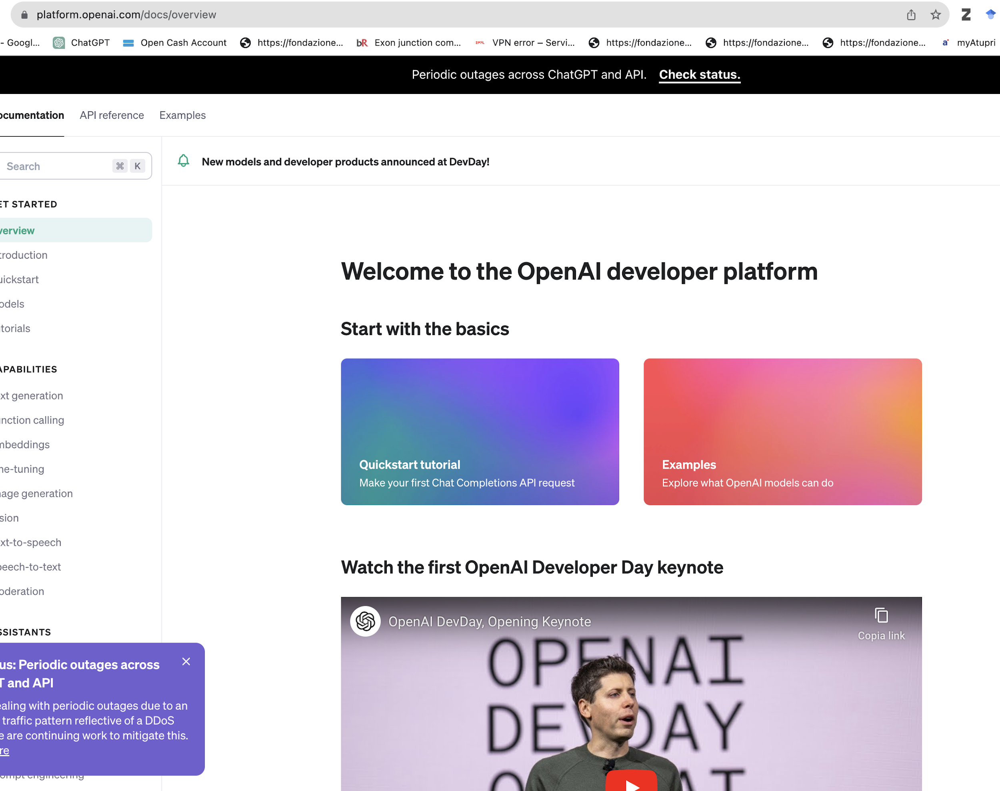 platform.openai.com/docs/overview
- Googl... ChatGPT Open Cash Account https://fondazione... bR Exon junction com... EPFL VPN error – Servi... https://fondazione... https://fondazione... https://fondazione... a myAtupri
Periodic outages across ChatGPT and API. Check status.
ocumentation API reference Examples
Search ⌘ K
New models and developer products announced at DevDay!
ET STARTED
verview
troduction
uickstart
odels
torials
APABILITIES
xt generation
nction calling
mbeddings
ne-tuning
nage generation
sion
xt-to-speech
peech-to-text
oderation
SSISTANTS
us: Periodic outages across
T and API
ealing with periodic outages due to an
traffic pattern reflective of a DDoS
e are continuing work to mitigate this.
re
Welcome to the OpenAI developer platform
Start with the basics
Quickstart tutorial
Make your first Chat Completions API request
Examples
Explore what OpenAI models can do
Watch the first OpenAI Developer Day keynote
OpenAI DevDay, Opening Keynote
Copia link
OPENAI
DEVDAY